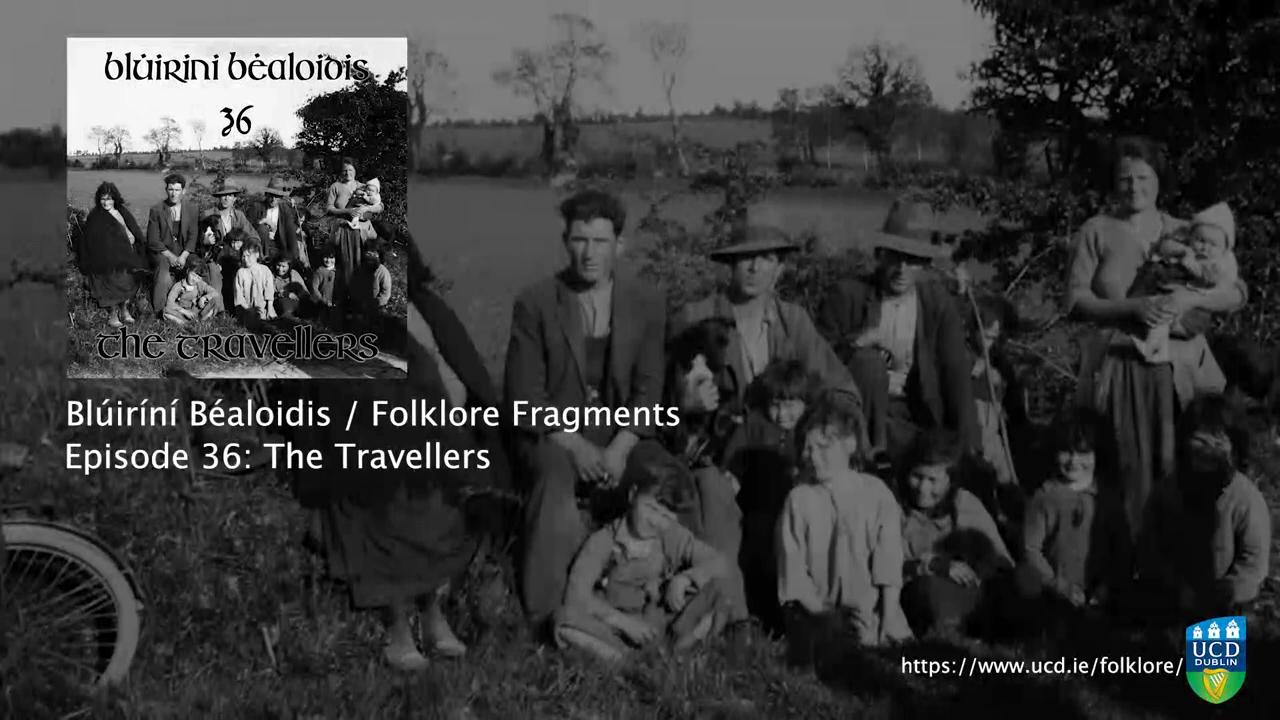 blúiríní béaloidis
36
the travellers
Blúiríní Béaloidis / Folklore Fragments
Episode 36: The Travellers
https://www.ucd.ie/folklore/
UCD
DUBLIN